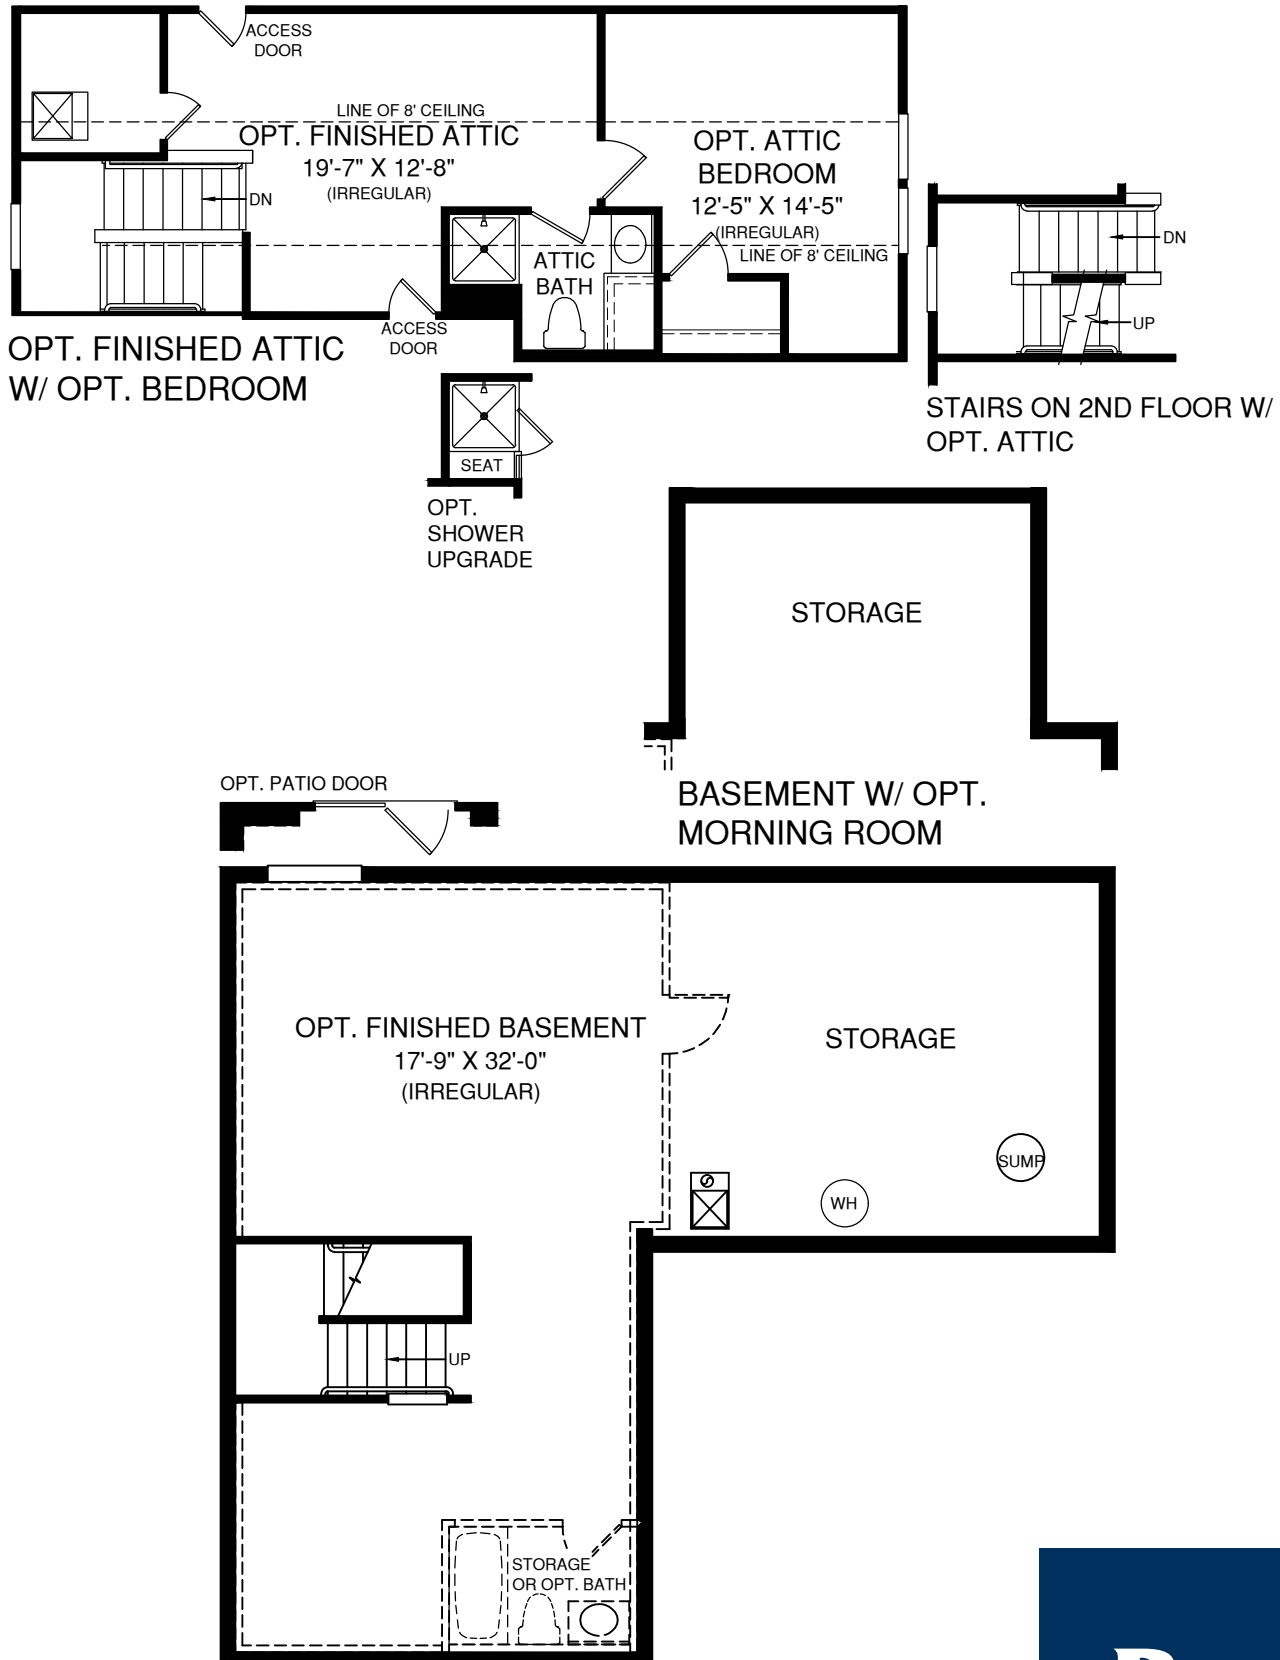 ACCESS
DOOR
LINE OF 8' CEILING
OPT. FINISHED ATTIC
19'-7" X 12'-8"
(IRREGULAR)
DN
OPT. ATTIC
BEDROOM
12'-5" X 14'-5"
(IRREGULAR)
LINE OF 8' CEILING
ATTIC
BATH
ACCESS
DOOR
OPT. FINISHED ATTIC
W/ OPT. BEDROOM
DN
UP
STAIRS ON 2ND FLOOR W/
OPT. ATTIC
SEAT
OPT.
SHOWER
UPGRADE
STORAGE
BASEMENT W/ OPT.
MORNING ROOM
OPT. PATIO DOOR
OPT. FINISHED BASEMENT
17'-9" X 32'-0"
(IRREGULAR)
STORAGE
SUMP
WH
UP
STORAGE
OR OPT. BATH